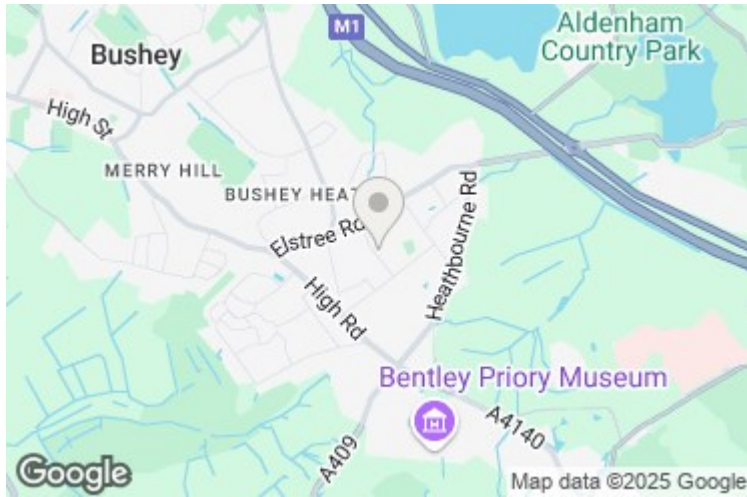 M1
Aldenham
Country Park
Bushey
High St
MERRY HILL
BUSHEY HEAT
Elstree Rd
Heathbourne Rd
High Rd
Bentley Priory Museum
A4140
A409
Google
Map data ©2025 Google